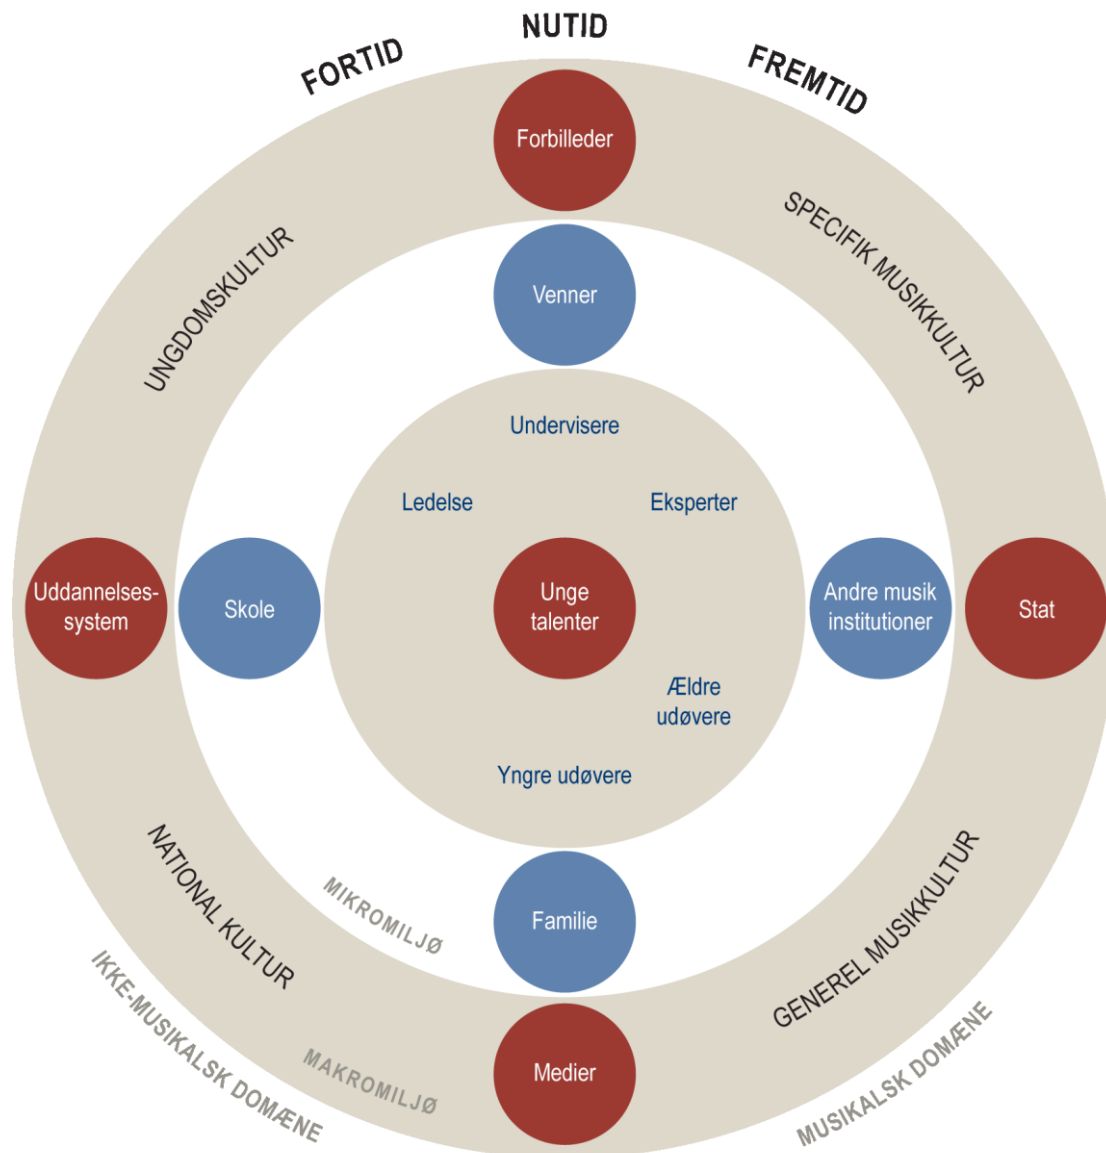 NUTID
FORTID
FREMTID
Forbilleder
UNGDOMSKULTUR
SPECIFIK MUSIKKULTUR
Venner
Undervisere
Ledelse
Eksperter
Uddannelses-
system
Skole
Unge
talenter
Andre musik
institutioner
Stat
Ældre
udøvere
Yngre udøvere
NATIONAL KULTUR
MIKROMILJØ
Familie
GENEREL MUSIKKULTUR
IKKE-MUSIKALSK DOMÆNE
MAKROMILJØ
Medier
MUSIKALSK DOMÆNE